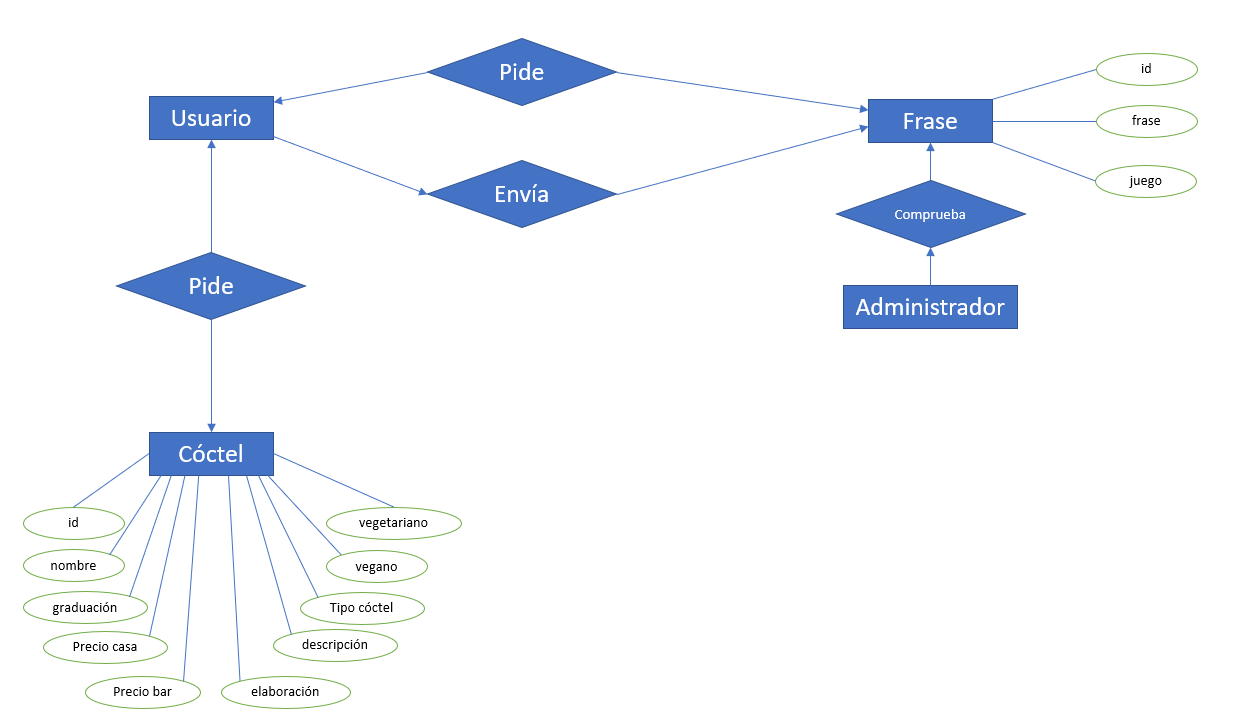 Pide
id
Usuario
Frase
frase
Envía
juego
Comprueba
Pide
Administrador
Cóctel
id
vegetariano
nombre
vegano
graduación
Tipo cóctel
Precio casa
descripción
Precio bar
elaboración